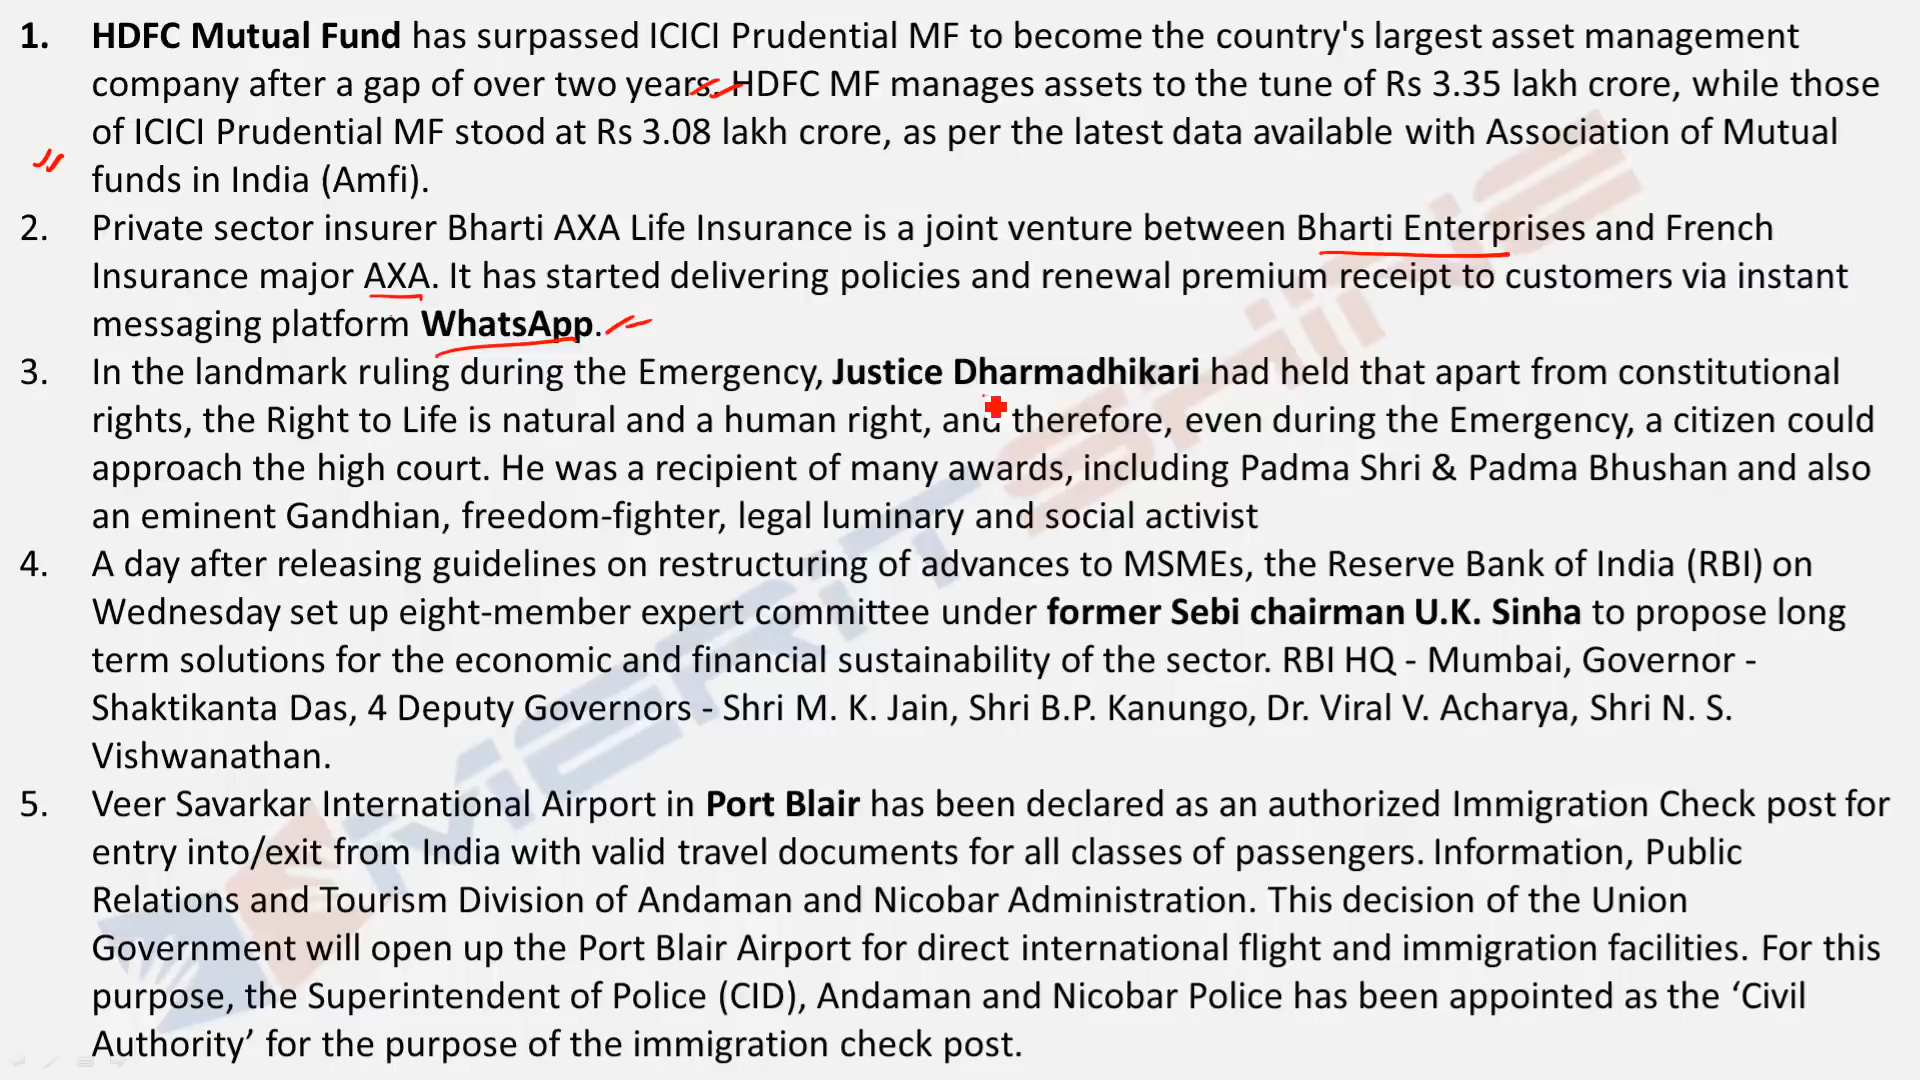 1. HDFC Mutual Fund has surpassed ICICI Prudential MF to become the country's largest asset management
company after a gap of over two years. HDFC MF manages assets to the tune of Rs 3.35 lakh crore, while those
of ICICI Prudential MF stood at Rs 3.08 lakh crore, as per the latest data available with Association of Mutual
funds in India (Amfi).
2. Private sector insurer Bharti AXA Life Insurance is a joint venture between Bharti Enterprises and French
Insurance major AXA. It has started delivering policies and renewal premium receipt to customers via instant
messaging platform WhatsApp.
3. In the landmark ruling during the Emergency, Justice Dharmadhikari had held that apart from constitutional
rights, the Right to Life is natural and a human right, and therefore, even during the Emergency, a citizen could
approach the high court. He was a recipient of many awards, including Padma Shri & Padma Bhushan and also
an eminent Gandhian, freedom-fighter, legal luminary and social activist
4. A day after releasing guidelines on restructuring of advances to MSMEs, the Reserve Bank of India (RBI) on
Wednesday set up eight-member expert committee under former Sebi chairman U.K. Sinha to propose long
term solutions for the economic and financial sustainability of the sector. RBI HQ - Mumbai, Governor -
Shaktikanta Das, 4 Deputy Governors - Shri M. K. Jain, Shri B.P. Kanungo, Dr. Viral V. Acharya, Shri N. S.
Vishwanathan.
5. Veer Savarkar International Airport in Port Blair has been declared as an authorized Immigration Check post for
entry into/exit from India with valid travel documents for all classes of passengers. Information, Public
Relations and Tourism Division of Andaman and Nicobar Administration. This decision of the Union
Government will open up the Port Blair Airport for direct international flight and immigration facilities. For this
purpose, the Superintendent of Police (CID), Andaman and Nicobar Police has been appointed as the ‘Civil
Authority’ for the purpose of the immigration check post.
MERiT SHiNE